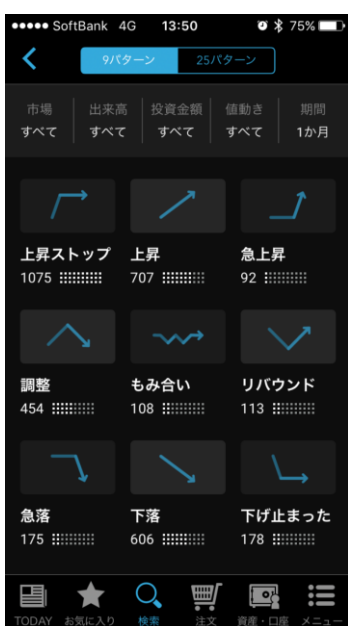 SoftBank 4G 13:50 75%
9パターン 25パターン
市場 出来高 投資金額 値動き 期間
すべて すべて すべて すべて 1か月
上昇ストップ 上昇 急上昇
1075 707 92
調整 もみ合い リバウンド
454 108 113
急落 下落 下げ止まった
175 606 178
TODAY お気に入り 検索 注文 資産・口座 メニュー